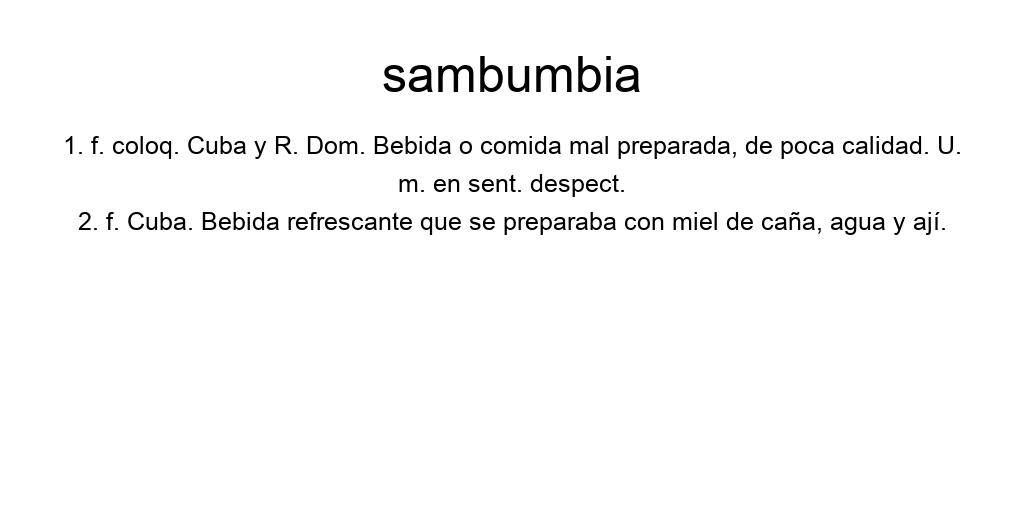 sambumbia
1. f. coloq. Cuba y R. Dom. Bebida o comida mal preparada, de poca calidad. U.
m. en sent. despect.
2. f. Cuba. Bebida refrescante que se preparaba con miel de caña, agua y ají.